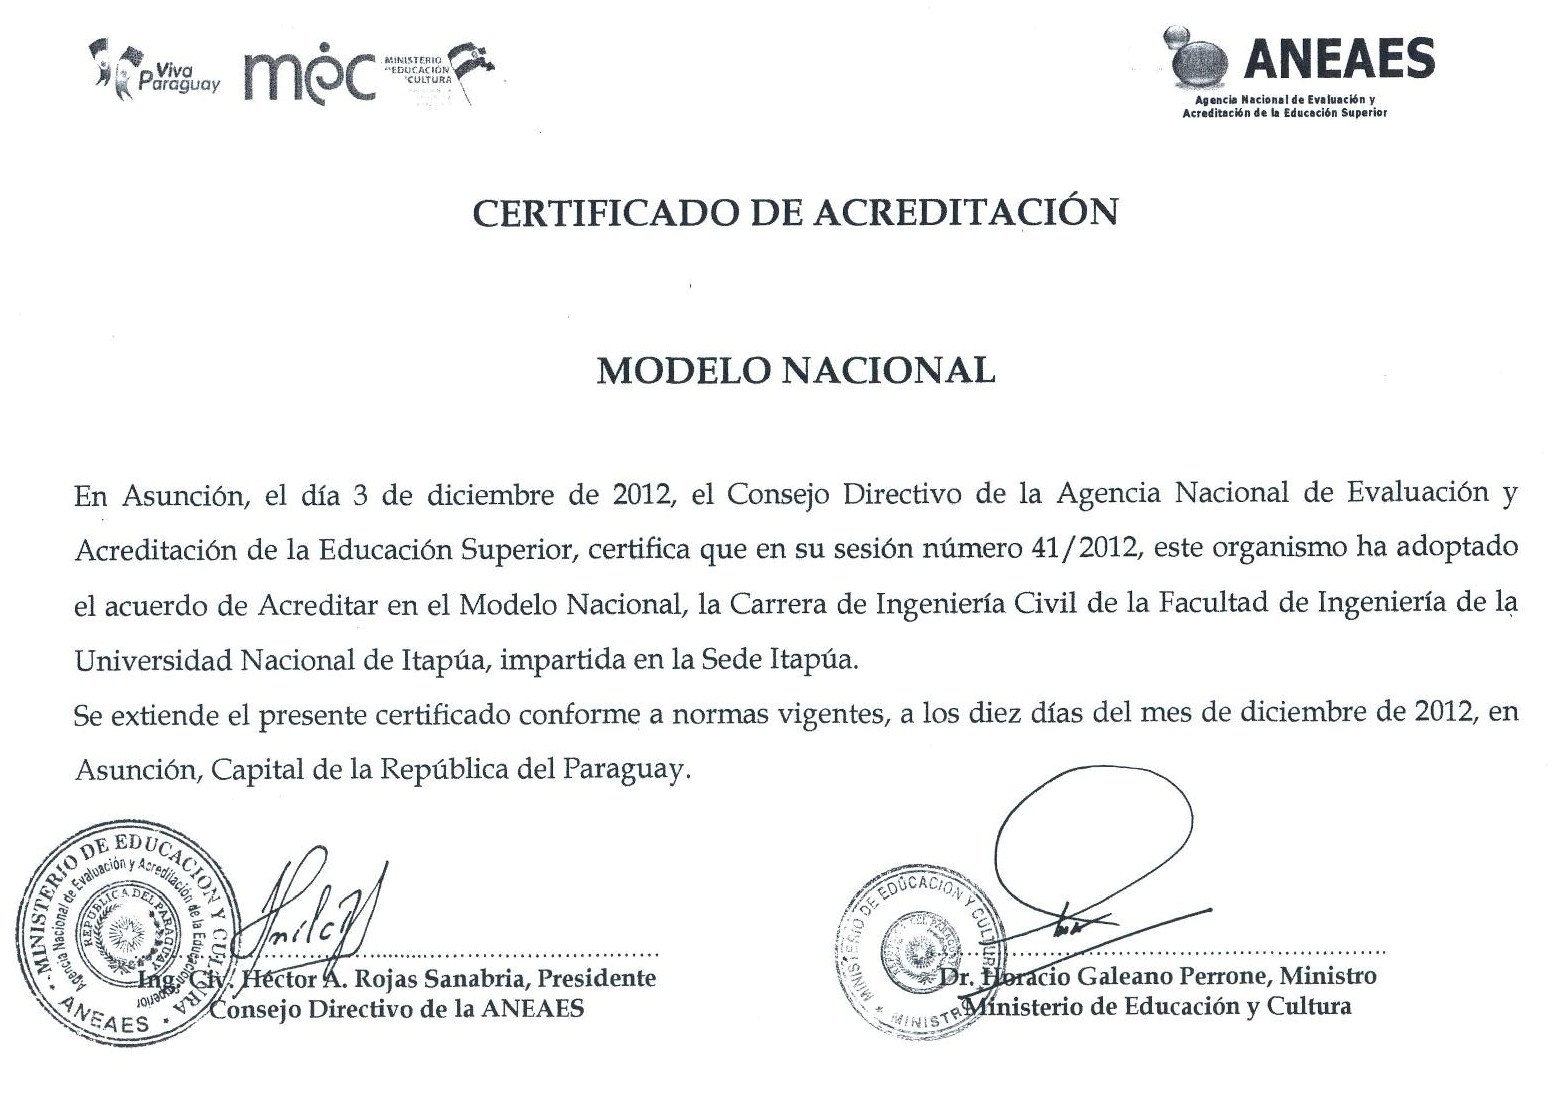 Viva
Paraguay
mec
MINISTERIO
DE EDUCACIÓN
Y CULTURA
ANEAES
Agencia Nacional de Evaluación y
Acreditación de la Educación Superior
CERTIFICADO DE ACREDITACIÓN
MODELO NACIONAL
En Asunción, el día 3 de diciembre de 2012, el Consejo Directivo de la Agencia Nacional de Evaluación y
Acreditación de la Educación Superior, certifica que en su sesión número 41/2012, este organismo ha adoptado
el acuerdo de Acreditar en el Modelo Nacional, la Carrera de Ingeniería Civil de la Facultad de Ingeniería de la
Universidad Nacional de Itapúa, impartida en la Sede Itapúa.
Se extiende el presente certificado conforme a normas vigentes, a los diez días del mes de diciembre de 2012, en
Asunción, Capital de la República del Paraguay.
MINISTERIO DE EDUCACION Y CULTURA
Agencia Nacional de Evaluación y Acreditación de la Educación Superior
REPUBLICA DEL PARAGUAY
ANEAES
Ing. Civ. Héctor A. Rojas Sanabria, Presidente
Consejo Directivo de la ANEAES
MINISTERIO DE EDUCACION Y CULTURA
MINISTRO
Dr. Horacio Galeano Perrone, Ministro
Ministerio de Educación y Cultura